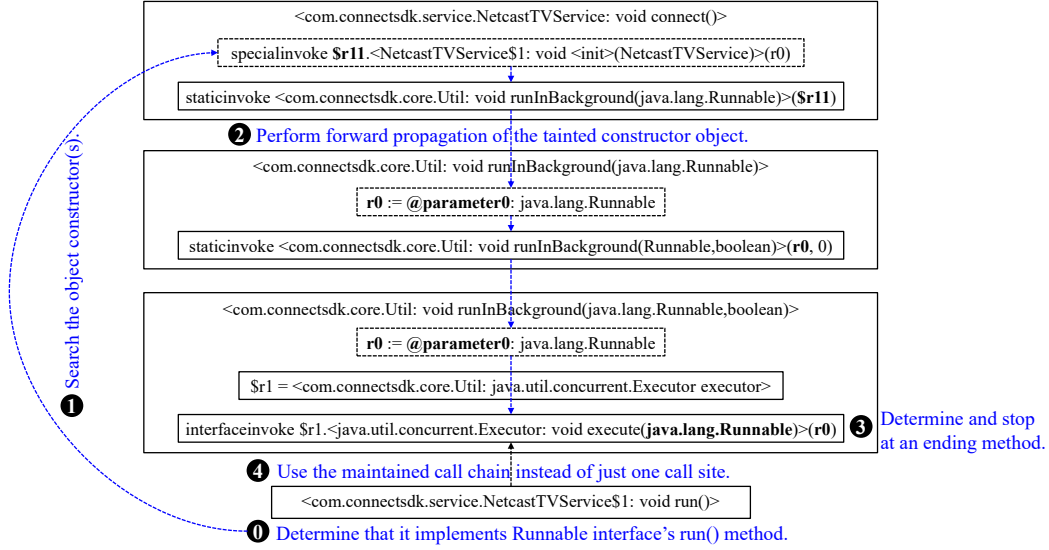 <com.connectsdk.service.NetcastTVService: void connect()>
specialinvoke $r11.<NetcastTVService$1: void <init>(NetcastTVService)>(r0)
staticinvoke <com.connectsdk.core.Util: void runInBackground(java.lang.Runnable)>($r11)
2 Perform forward propagation of the tainted constructor object.
<com.connectsdk.core.Util: void runInBackground(java.lang.Runnable)>
r0 := @parameter0: java.lang.Runnable
staticinvoke <com.connectsdk.core.Util: void runInBackground(Runnable,boolean)>(r0, 0)
1 Search the object constructor(s).
<com.connectsdk.core.Util: void runInBackground(java.lang.Runnable,boolean)>
r0 := @parameter0: java.lang.Runnable
$r1 = <com.connectsdk.core.Util: java.util.concurrent.Executor executor>
interfaceinvoke $r1.<java.util.concurrent.Executor: void execute(java.lang.Runnable)>(r0)
3 Determine and stop
at an ending method.
4 Use the maintained call chain instead of just one call site.
<com.connectsdk.service.NetcastTVService$1: void run()>
0 Determine that it implements Runnable interface's run() method.